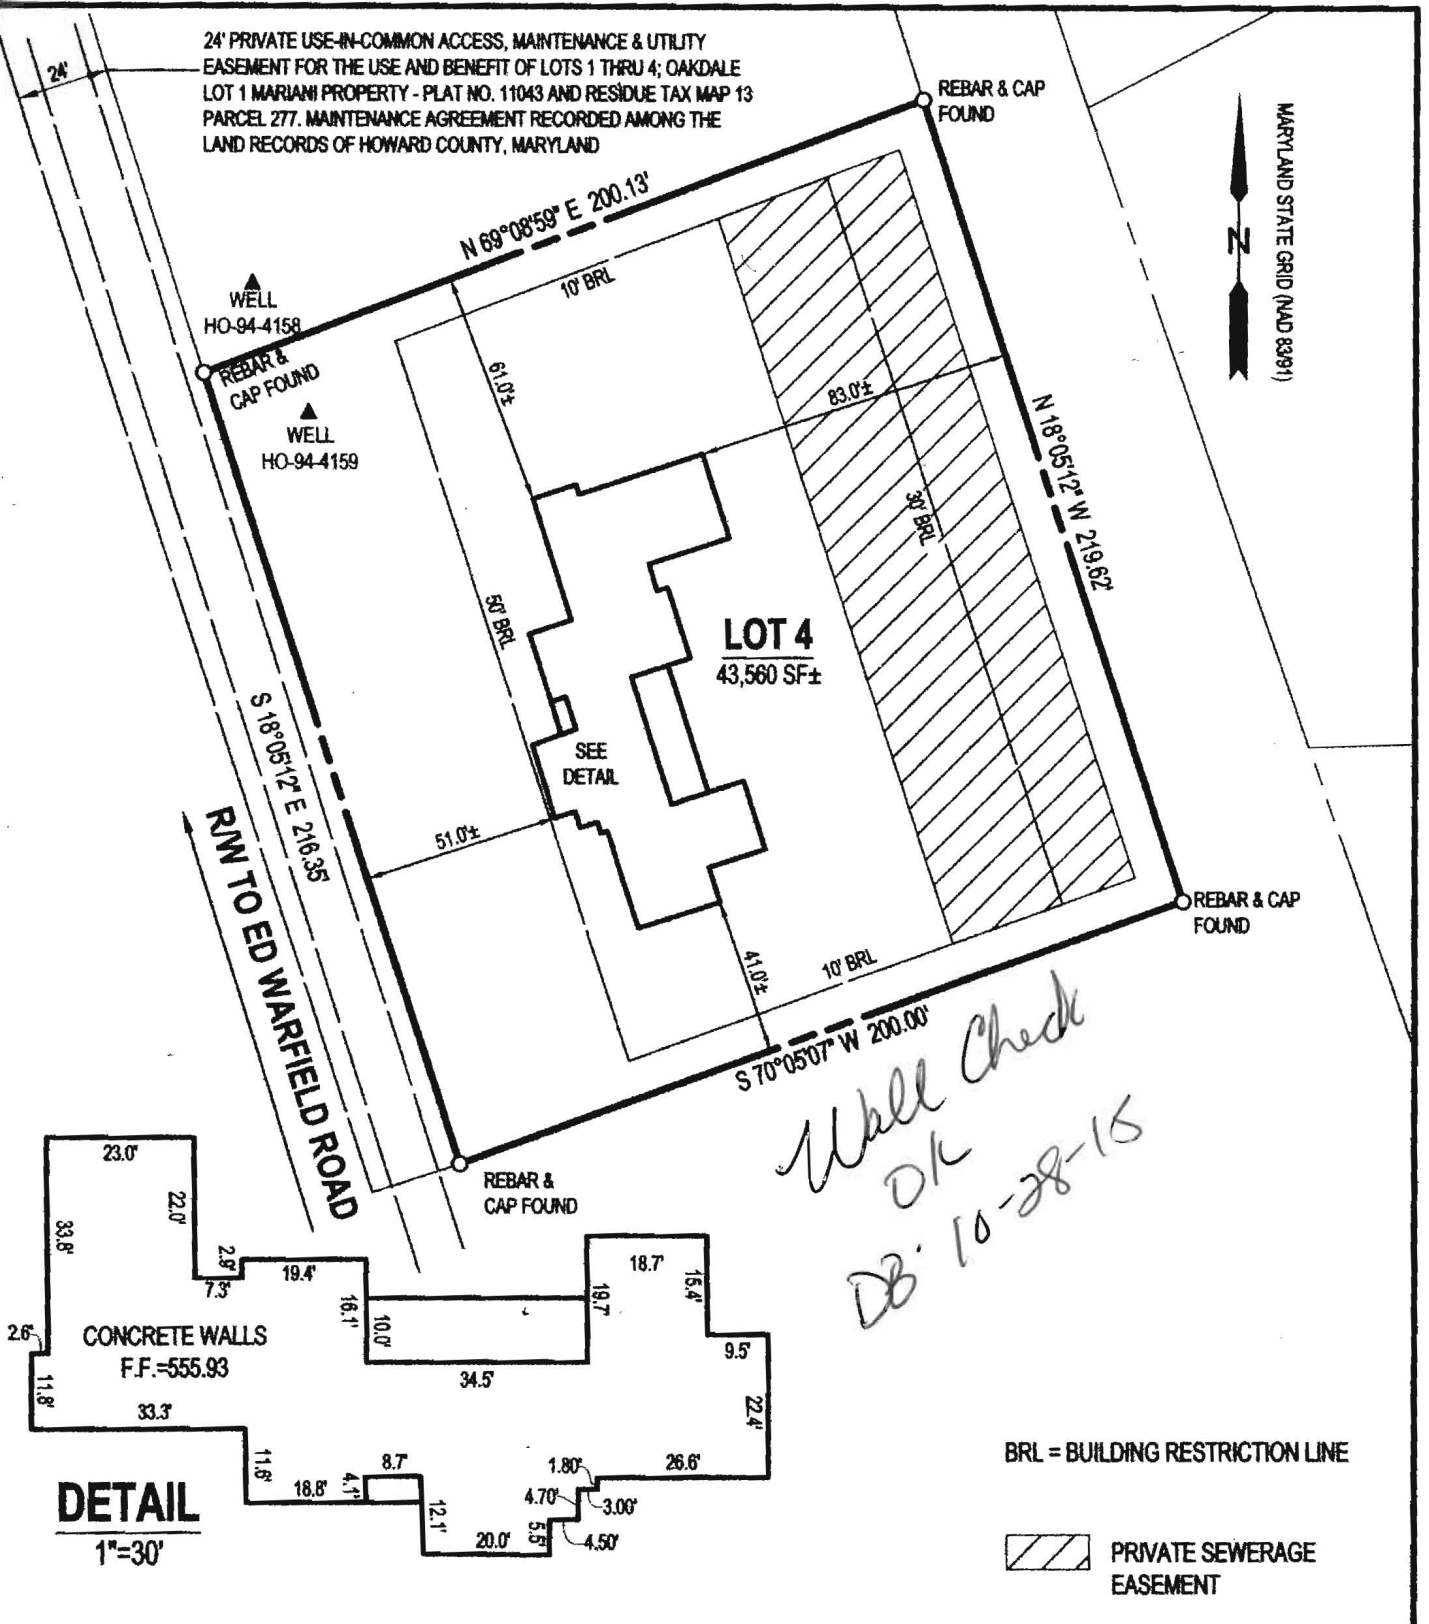 24'
24' PRIVATE USE-IN-COMMON ACCESS, MAINTENANCE & UTILITY
EASEMENT FOR THE USE AND BENEFIT OF LOTS 1 THRU 4; OAKDALE
LOT 1 MARIANI PROPERTY - PLAT NO. 11043 AND RESIDUE TAX MAP 13
PARCEL 277. MAINTENANCE AGREEMENT RECORDED AMONG THE
LAND RECORDS OF HOWARD COUNTY, MARYLAND
REBAR & CAP
FOUND
MARYLAND STATE GRID (NAD 83/91)
N
N 69°08'59" E 200.13'
10' BRL
WELL
HO-94-4158
REBAR &
CAP FOUND
WELL
HO-94-4159
61.0'±
83.0'±
N 18°05'12" W 219.62'
30' BRL
50' BRL
LOT 4
43,560 SF±
SEE
DETAIL
S 18°05'12" E 216.35'
51.0'±
R/W TO ED WARFIELD ROAD
REBAR & CAP
FOUND
41.0'±
10' BRL
S 70°05'07" W 200.00'
Wall Check
OK
DB. 10-28-15
REBAR &
CAP FOUND
23.0'
22.0'
33.8'
2.9'
7.3'
19.4'
16.1'
10.0'
34.5'
19.7'
18.7'
15.4'
9.5'
22.4'
2.6'
CONCRETE WALLS
F.F.=555.93
11.8'
33.3'
11.6'
18.8'
4.1'
8.7'
12.1'
20.0'
5.5'
4.50'
4.70'
3.00'
1.80'
26.6'
DETAIL
1"=30'
BRL = BUILDING RESTRICTION LINE
PRIVATE SEWERAGE
EASEMENT